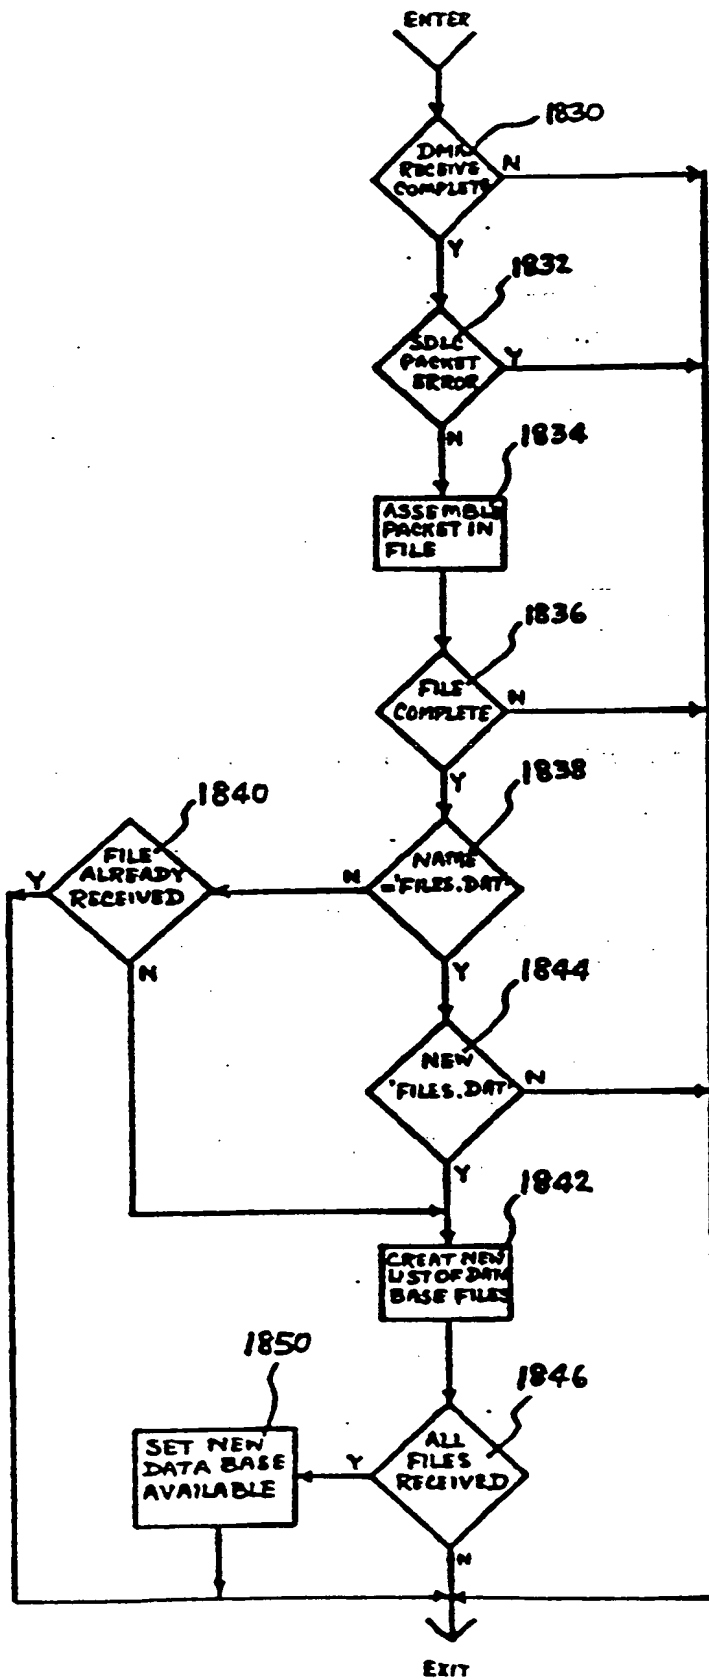 ENTER
1830
DMA
RECEIVE
COMPLETE
N
Y
1832
SDLC
PACKET
ERROR
Y
N
1834
ASSEMBLE
PACKET IN
FILE
1836
FILE
COMPLETE
N
Y
1838
1840
NAME
='FILES.DAT'
FILE
ALREADY
RECEIVED
Y
N
N
Y
1844
NEW
'FILES.DAT'
N
Y
1842
CREAT NEW
LIST OF DATA
BASE FILES
1850
1846
SET NEW
DATA BASE
AVAILABLE
ALL
FILES
RECEIVED
Y
N
EXIT